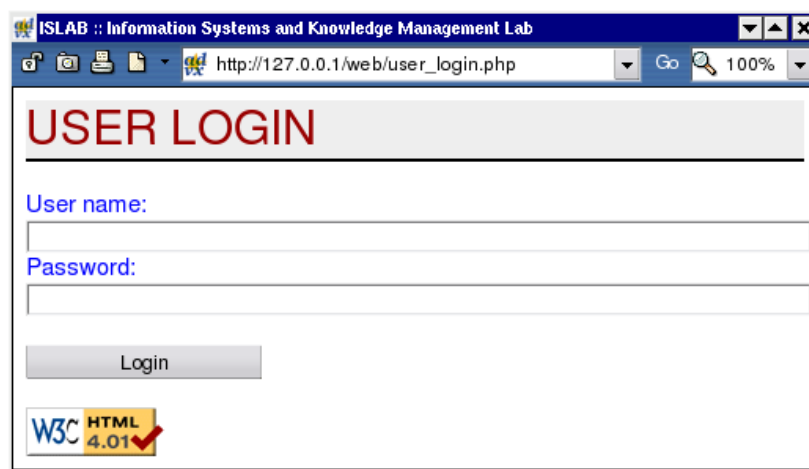 ISLAB :: Information Systems and Knowledge Management Lab
http://127.0.0.1/web/user_login.php Go 100%
USER LOGIN
User name:
Password:
Login
W3C HTML 4.01